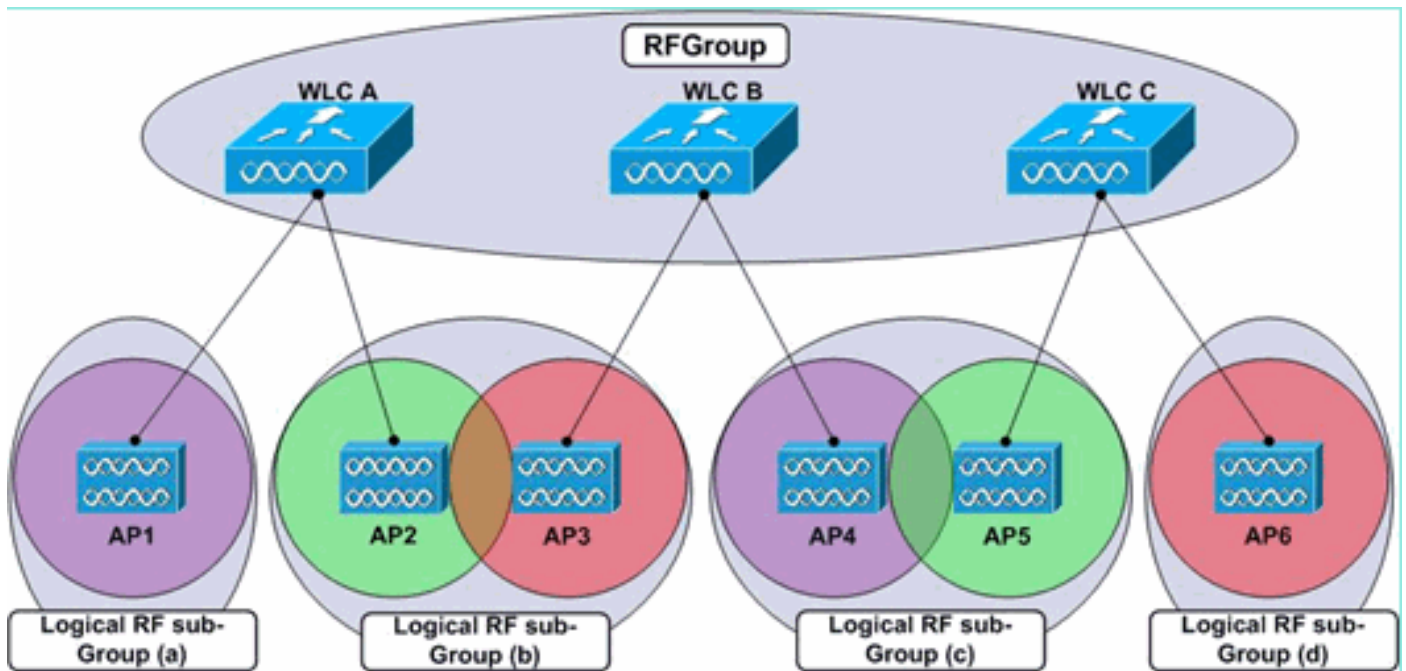 RFGroup
WLC A
WLC B
WLC C
AP1
AP2
AP3
AP4
AP5
AP6
Logical RF sub-
Group (a)
Logical RF sub-
Group (b)
Logical RF sub-
Group (c)
Logical RF sub-
Group (d)